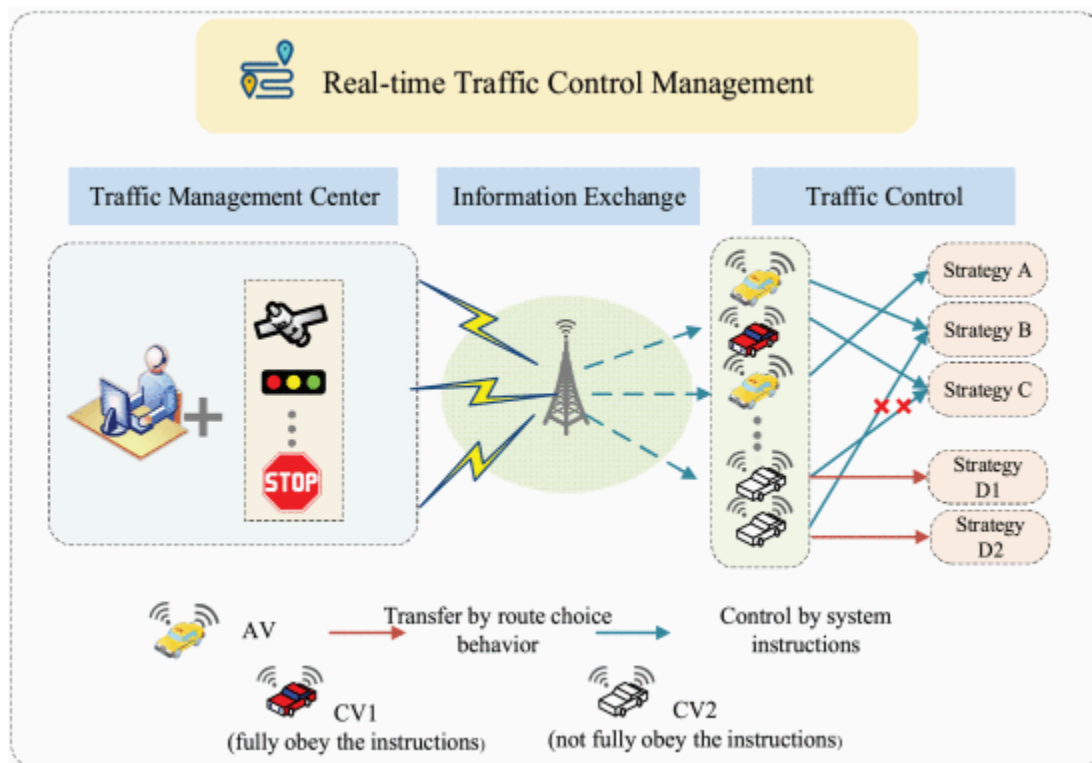 Real-time Traffic Control Management
Traffic Management Center
Information Exchange
Traffic Control
Strategy A
Strategy B
Strategy C
Strategy
D1
Strategy
D2
STOP
AV
Transfer by route choice
behavior
Control by system
instructions
CV1
(fully obey the instructions)
CV2
(not fully obey the instructions)